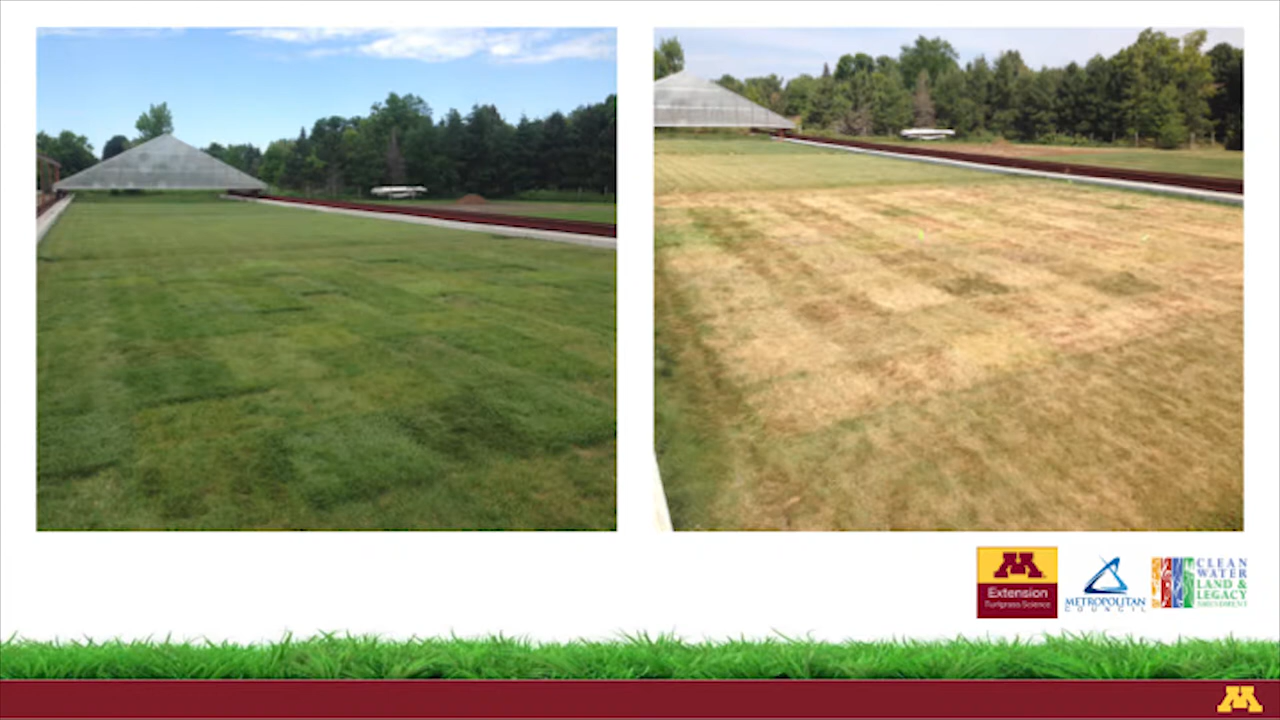 M
Extension
Turfgrass Science
METROPOLITAN
COUNCIL
CLEAN
WATER
LAND &
LEGACY
AMENDMENT
M